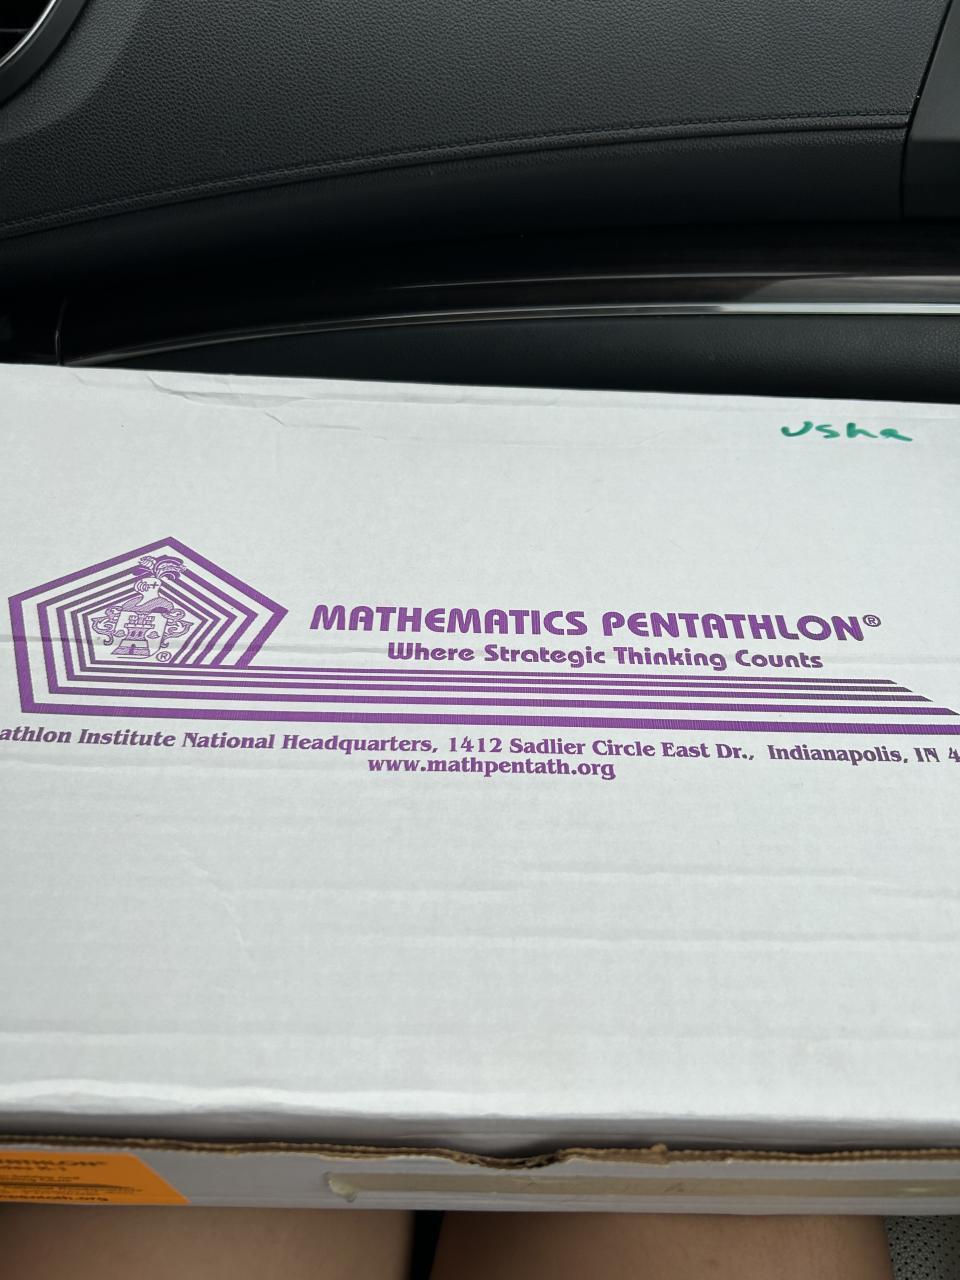 Usha
MATHEMATICS PENTATHLON®
Where Strategic Thinking Counts
®
athlon Institute National Headquarters, 1412 Sadlier Circle East Dr., Indianapolis, IN 4
www.mathpentath.org